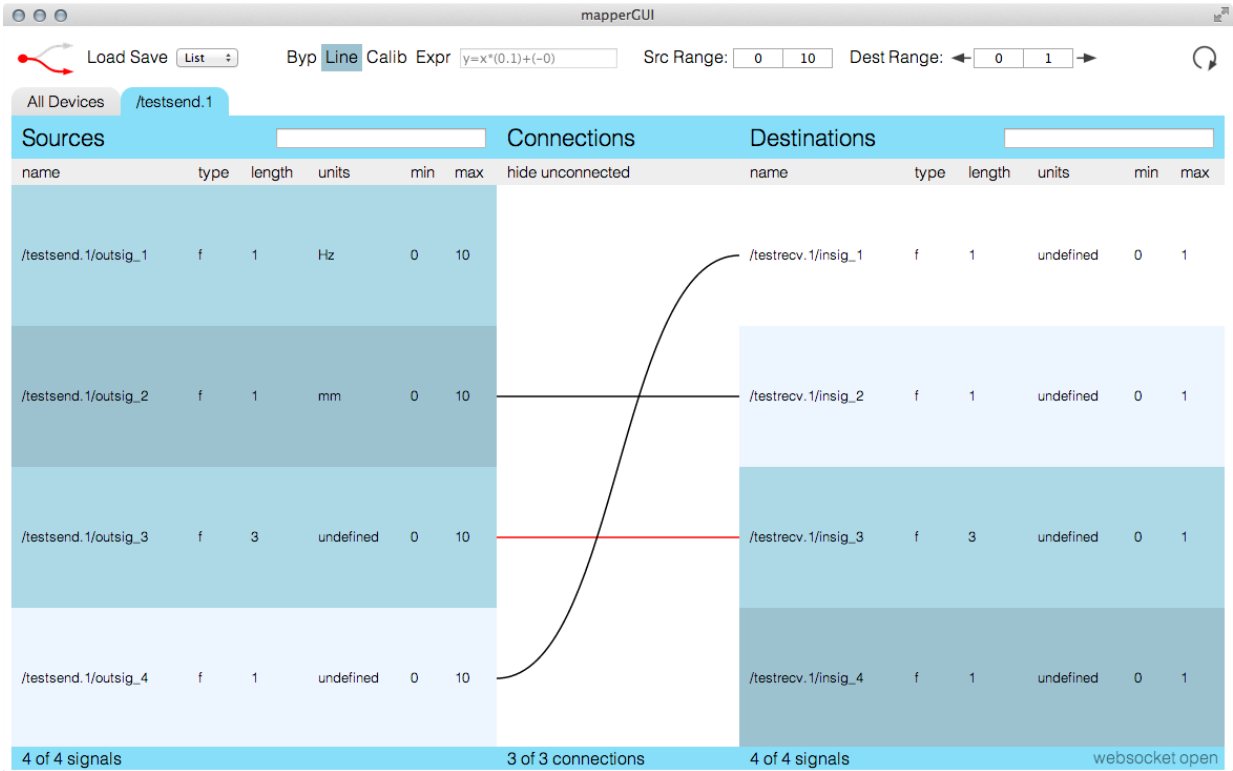 mapperGUI
Load Save List Byp Line Calib Expr y=x*(0.1)+(-0) Src Range: 0 10 Dest Range: 0 1
All Devices /testsend.1
Sources Connections Destinations
name type length units min max hide unconnected name type length units min max
/testsend.1/outsig_1 f 1 Hz 0 10 /testrecv.1/insig_1 f 1 undefined 0 1
/testsend.1/outsig_2 f 1 mm 0 10 /testrecv.1/insig_2 f 1 undefined 0 1
/testsend.1/outsig_3 f 3 undefined 0 10 /testrecv.1/insig_3 f 3 undefined 0 1
/testsend.1/outsig_4 f 1 undefined 0 10 /testrecv.1/insig_4 f 1 undefined 0 1
4 of 4 signals 3 of 3 connections 4 of 4 signals websocket open